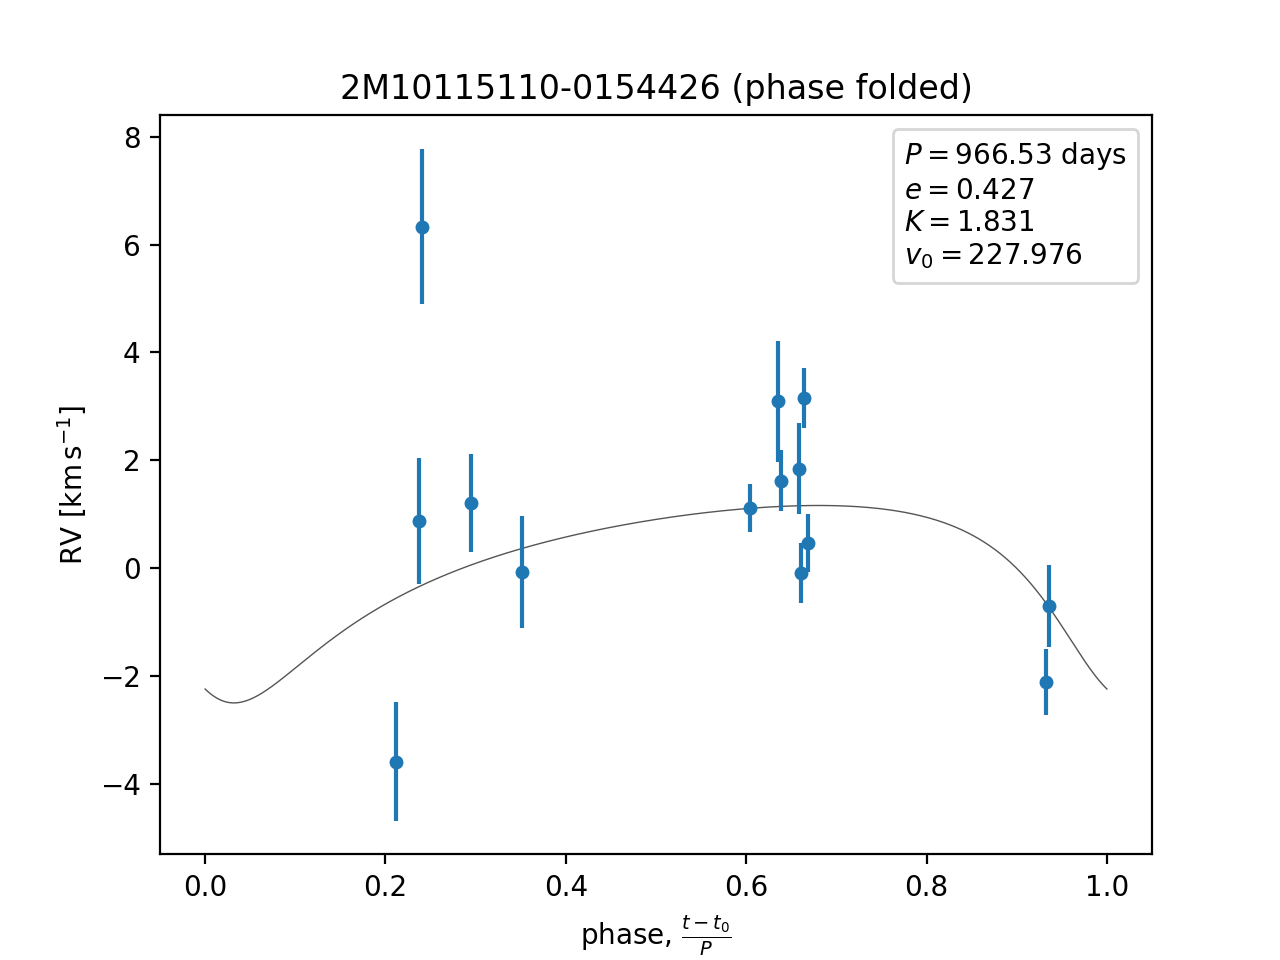 2M10115110-0154426 (phase folded)
P = 966.53 days
e = 0.427
K = 1.831
v₀ = 227.976
8
6
4
2
0
−2
−4
RV [km s⁻¹]
0.0 0.2 0.4 0.6 0.8 1.0
phase, (t − t₀)/P